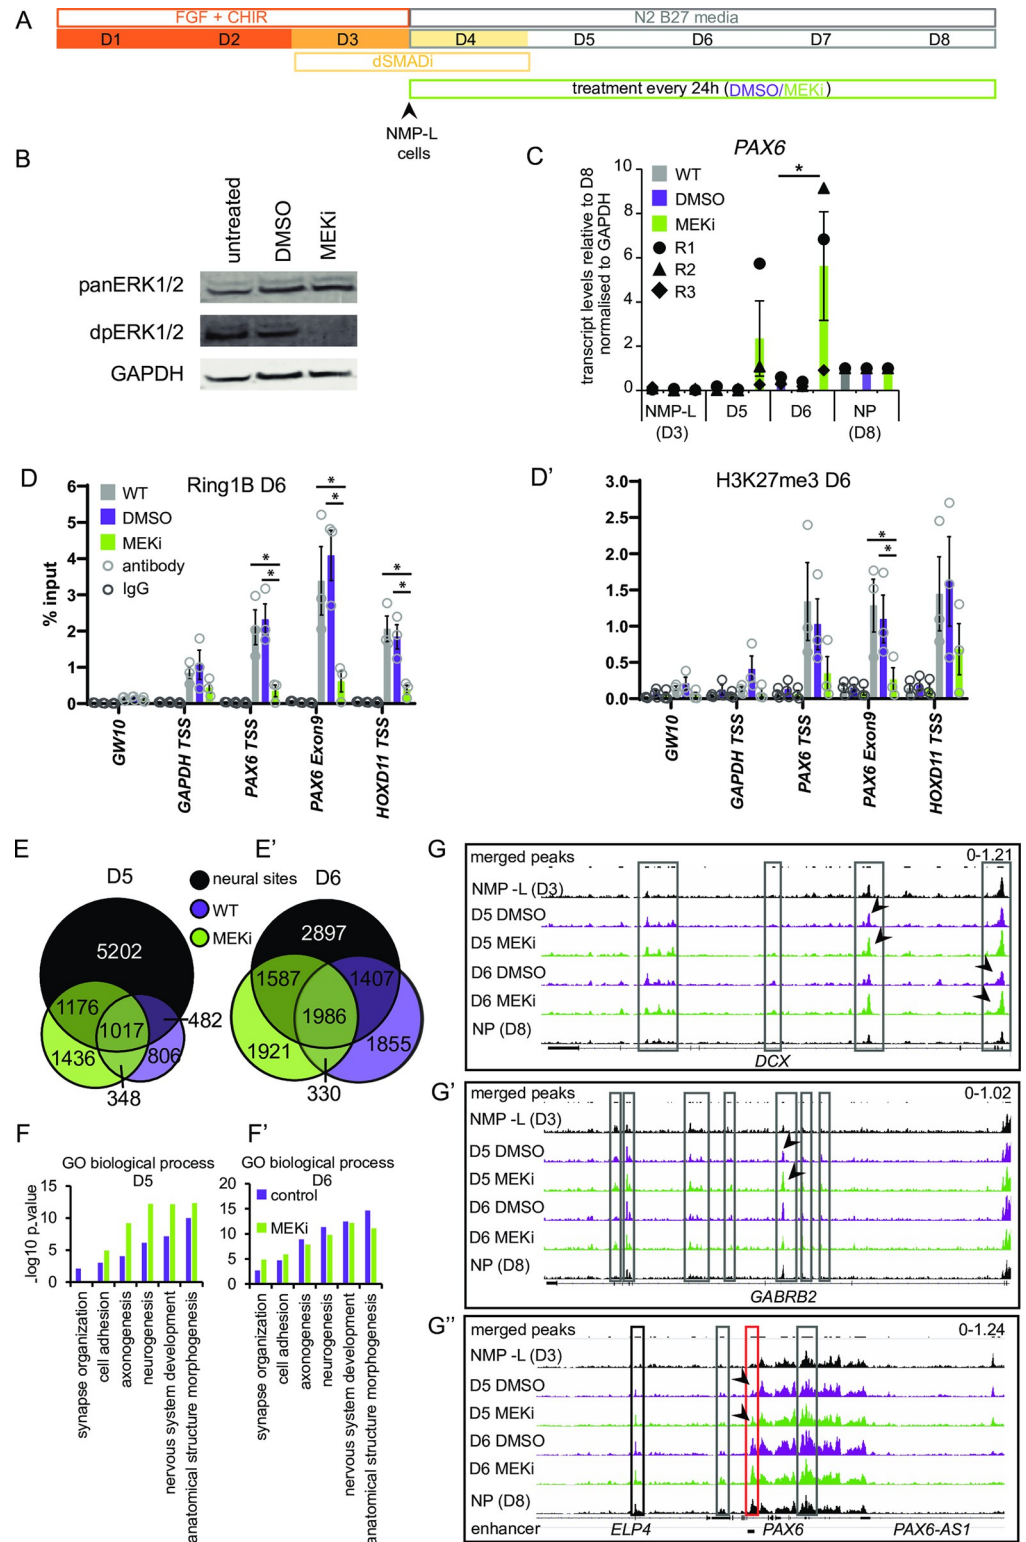 A
FGF + CHIR
N2 B27 media
D1 D2 D3 D4 D5 D6 D7 D8
dSMADi
treatment every 24h (DMSO/MEKi)
NMP-L
cells
B
untreated
DMSO
MEKi
panERK1/2
dpERK1/2
GAPDH
C
PAX6
transcript levels relative to D8
normalised to GAPDH
10
8
6
4
2
0
WT
DMSO
MEKi
R1
R2
R3
*
NMP-L
(D3)
D5
D6
NP
(D8)
D
Ring1B D6
% input
6
5
4
3
2
1
0
WT
DMSO
MEKi
antibody
IgG
*
*
*
*
*
*
GW10
GAPDH TSS
PAX6 TSS
PAX6 Exon9
HOXD11 TSS
D’
H3K27me3 D6
3.0
2.5
2.0
1.5
1.0
0.5
0.0
*
*
GW10
GAPDH TSS
PAX6 TSS
PAX6 Exon9
HOXD11 TSS
E
D5
neural sites
WT
MEKi
5202
1176
1017
482
1436
806
348
E'
D6
2897
1587
1407
1986
1921
1855
330
F
GO biological process
D5
-log10 p.value
15
10
5
0
synapse organization
cell adhesion
axonogenesis
neurogenesis
nervous system development
anatomical structure morphogenesis
F'
GO biological process
D6
20
15
10
5
0
control
MEKi
synapse organization
cell adhesion
axonogenesis
neurogenesis
nervous system development
anatomical structure morphogenesis
G
merged peaks
0-1.21
NMP -L (D3)
D5 DMSO
D5 MEKi
D6 DMSO
D6 MEKi
NP (D8)
DCX
G'
merged peaks
0-1.02
NMP -L (D3)
D5 DMSO
D5 MEKi
D6 DMSO
D6 MEKi
NP (D8)
GABRB2
G''
merged peaks
0-1.24
NMP -L (D3)
D5 DMSO
D5 MEKi
D6 DMSO
D6 MEKi
NP (D8)
enhancer
ELP4
PAX6
PAX6-AS1